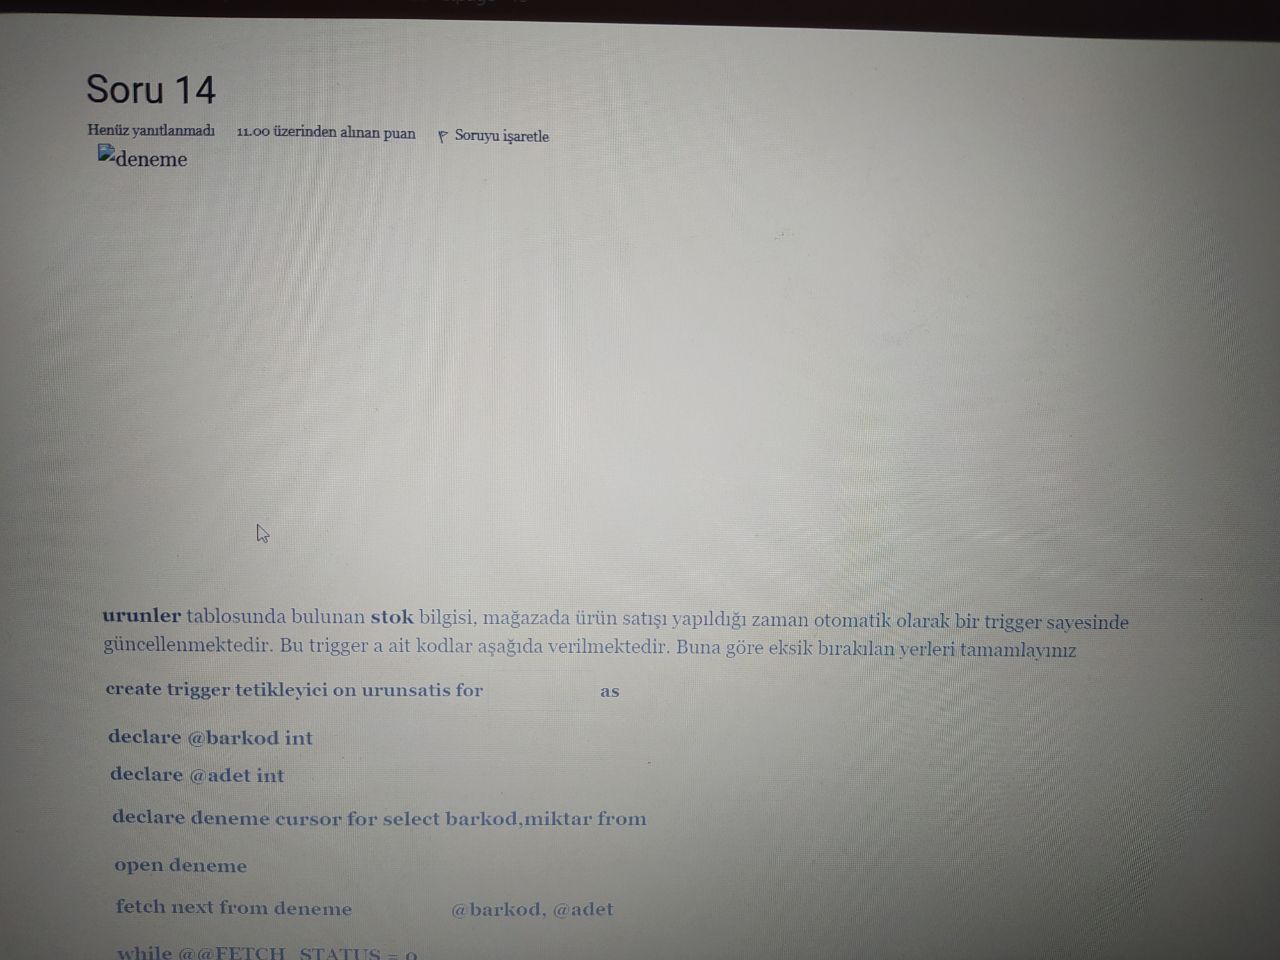 Soru 14
Henüz yanıtlanmadı 11.00 üzerinden alınan puan Soruyu işaretle
deneme
urunler tablosunda bulunan stok bilgisi, mağazada ürün satışı yapıldığı zaman otomatik olarak bir trigger sayesinde
güncellenmektedir. Bu trigger a ait kodlar aşağıda verilmektedir. Buna göre eksik bırakılan yerleri tamamlayınız
create trigger tetikleyici on urunsatis for as
declare @barkod int
declare @adet int
declare deneme cursor for select barkod,miktar from
open deneme
fetch next from deneme @barkod, @adet
while @@FETCH_STATUS = 0